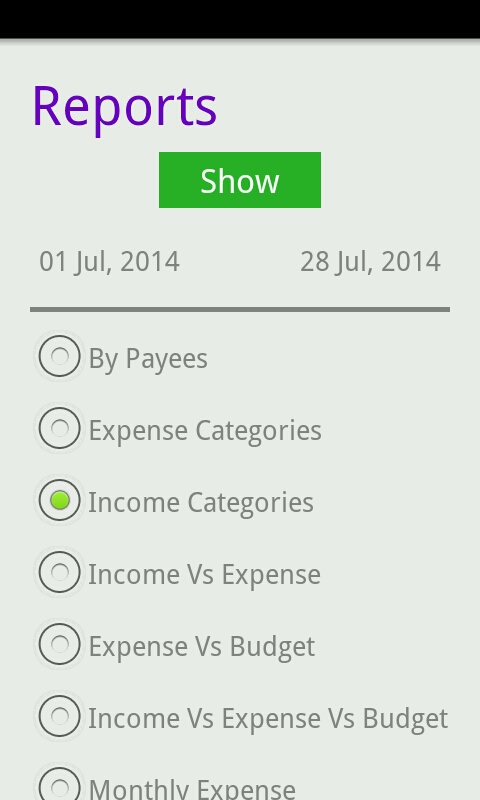 Reports
Show
01 Jul, 2014 28 Jul, 2014
By Payees
Expense Categories
Income Categories
Income Vs Expense
Expense Vs Budget
Income Vs Expense Vs Budget
Monthly Expense